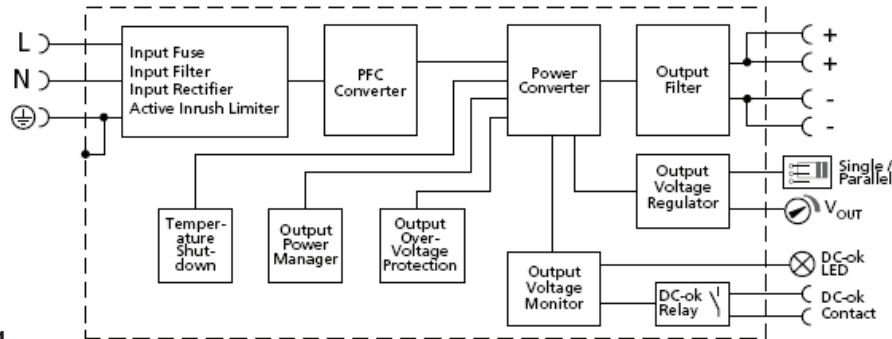 L
N
Input Fuse
Input Filter
Input Rectifier
Active Inrush Limiter
PFC
Converter
Power
Converter
Output
Filter
+
+
-
-
Temper-
ature
Shut-
down
Output
Power
Manager
Output
Over-
Voltage
Protection
Output
Voltage
Regulator
Single /
Parallel
VOUT
Output
Voltage
Monitor
DC-ok
LED
DC-ok
Relay
DC-ok
Contact